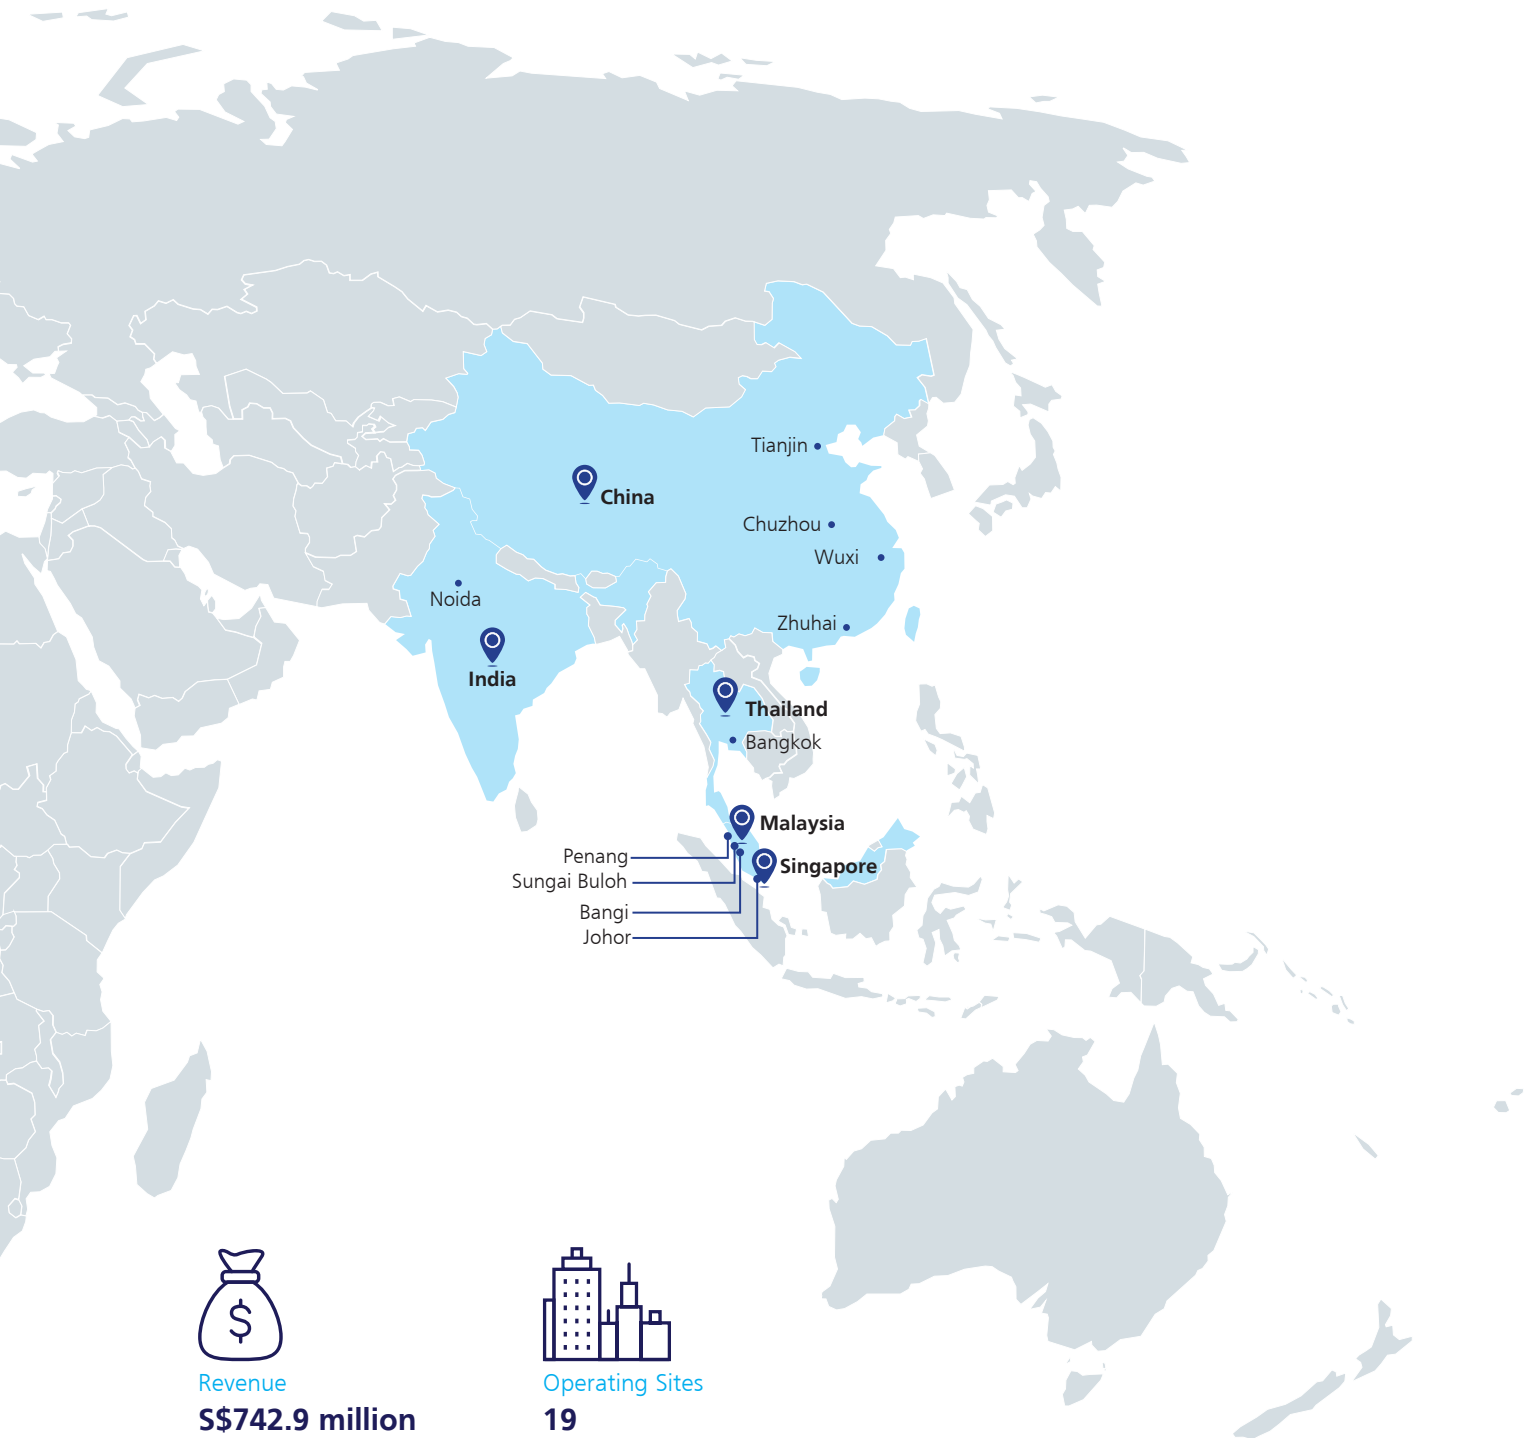 Tianjin
China
Chuzhou
Wuxi
Noida
Zhuhai
India
Thailand
Bangkok
Malaysia
Penang
Singapore
Sungai Buloh
Bangi
Johor
$
Revenue
S$742.9 million
Operating Sites
19